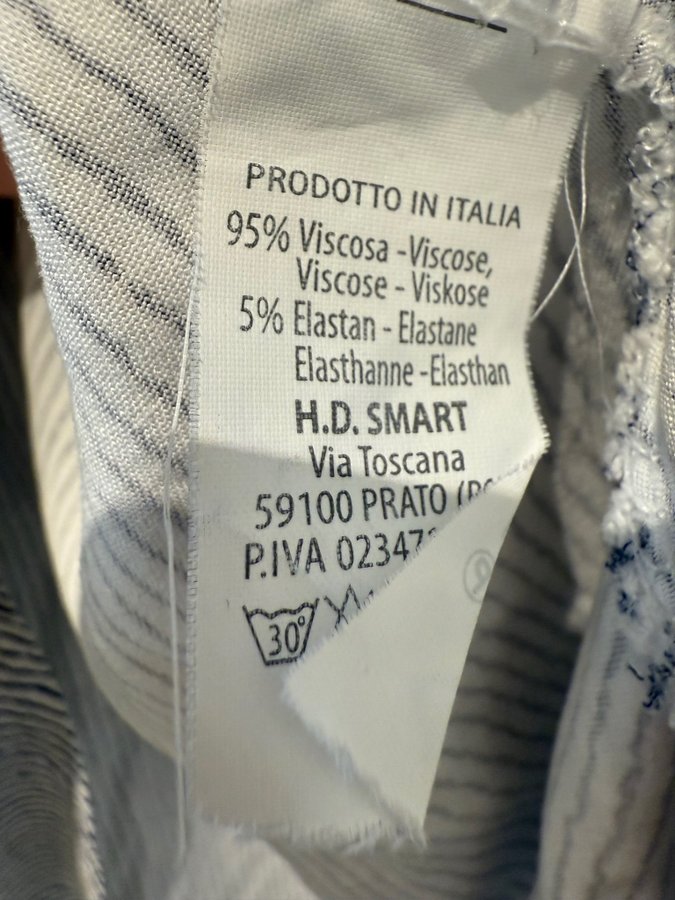 PRODOTTO IN ITALIA
95% Viscosa -Viscose,
Viscose - Viskose
5% Elastan - Elastane
Elasthanne -Elasthan
H.D. SMART
Via Toscana
59100 PRATO
P.IVA
30°